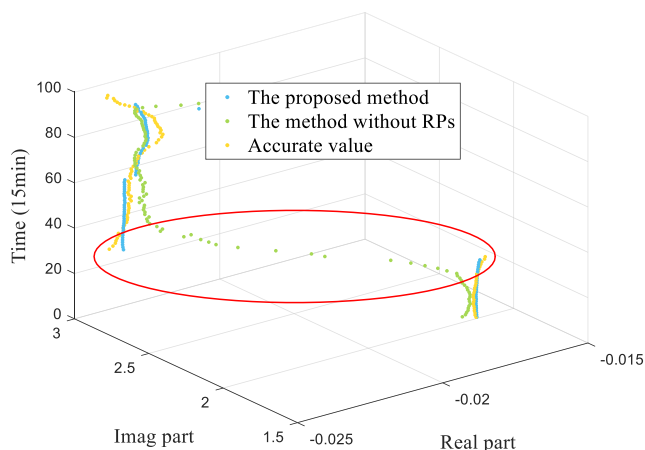 100
80
60
40
20
0
Time (15min)
The proposed method
The method without RPs
Accurate value
3
2.5
2
1.5
Imag part
-0.025
-0.02
-0.015
Real part